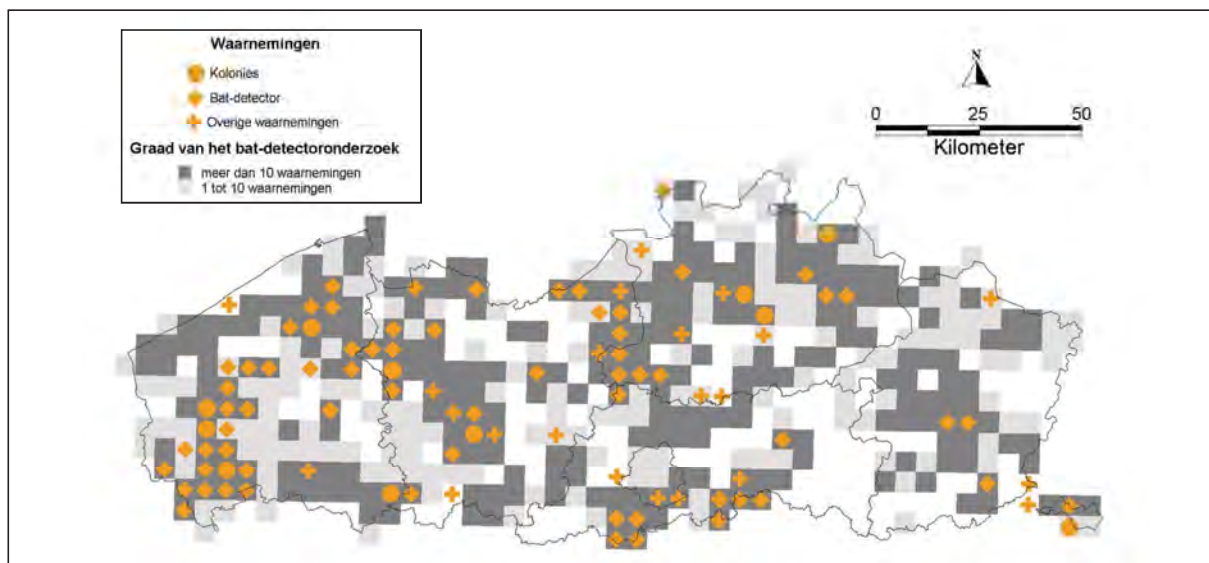 Waarnemingen
Kolonies
Bat-detector
Overige waarnemingen
Graad van het bat-detectoronderzoek
meer dan 10 waarnemingen
1 tot 10 waarnemingen
N
0 25 50
Kilometer